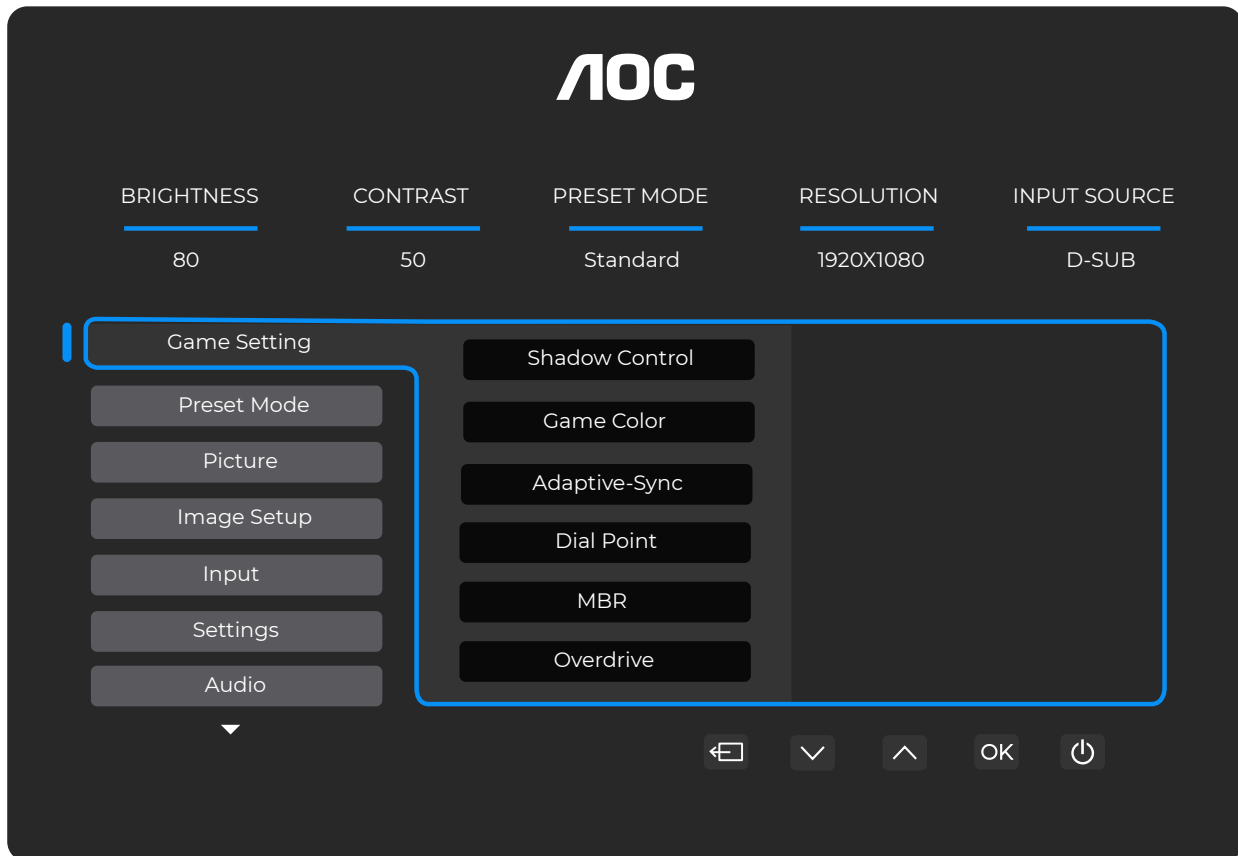 AOC
BRIGHTNESS CONTRAST PRESET MODE RESOLUTION INPUT SOURCE
80 50 Standard 1920X1080 D-SUB
Game Setting
Shadow Control
Preset Mode
Game Color
Picture
Adaptive-Sync
Image Setup
Dial Point
Input
MBR
Settings
Overdrive
Audio
OK